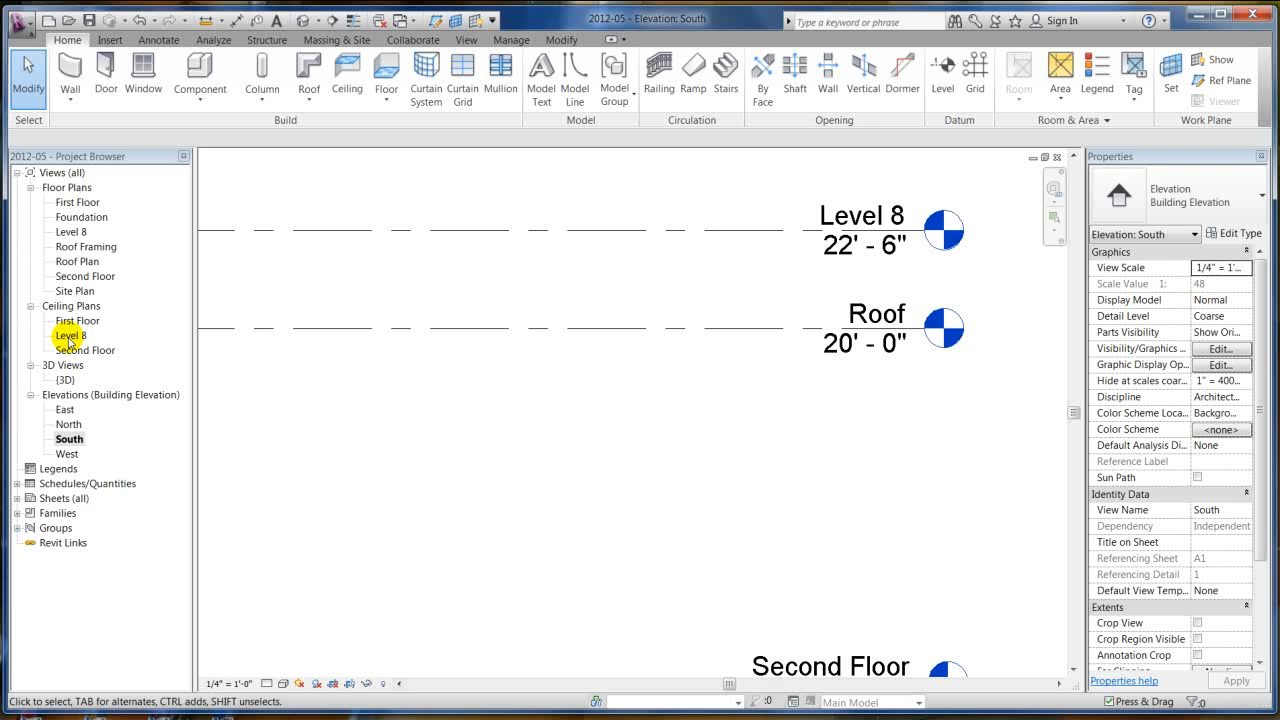 2012-05 - Elevation: South
Type a keyword or phrase
Sign In
Home Insert Annotate Analyze Structure Massing & Site Collaborate View Manage Modify
Modify Wall Door Window Component Column Roof Ceiling Floor Curtain System Curtain Grid Mullion Model Text Model Line Model Group Railing Ramp Stairs By Face Shaft Wall Vertical Dormer Level Grid Room Area Legend Tag Set Show
Ref Plane
Viewer
Select Build Model Circulation Opening Datum Room & Area Work Plane
2012-05 - Project Browser
Views (all)
Floor Plans
First Floor
Foundation
Level 8
Roof Framing
Roof Plan
Second Floor
Site Plan
Ceiling Plans
First Floor
Level 8
Second Floor
3D Views
{3D}
Elevations (Building Elevation)
East
North
South
West
Legends
Schedules/Quantities
Sheets (all)
Families
Groups
Revit Links
Level 8
22' - 6"
Roof
20' - 0"
Second Floor
Properties
Elevation
Building Elevation
Elevation: South Edit Type
Graphics
View Scale 1/4" = 1'...
Scale Value 1: 48
Display Model Normal
Detail Level Coarse
Parts Visibility Show Ori...
Visibility/Graphics ... Edit...
Graphic Display Op... Edit...
Hide at scales coar... 1" = 400...
Discipline Architect...
Color Scheme Loca... Backgro...
Color Scheme <none>
Default Analysis Di... None
Reference Label
Sun Path
Identity Data
View Name South
Dependency Independent
Title on Sheet
Referencing Sheet A1
Referencing Detail 1
Default View Temp... None
Extents
Crop View
Crop Region Visible
Annotation Crop
Properties help Apply
1/4" = 1'-0"
Click to select, TAB for alternates, CTRL adds, SHIFT unselects.
:0
Main Model
Press & Drag
:0